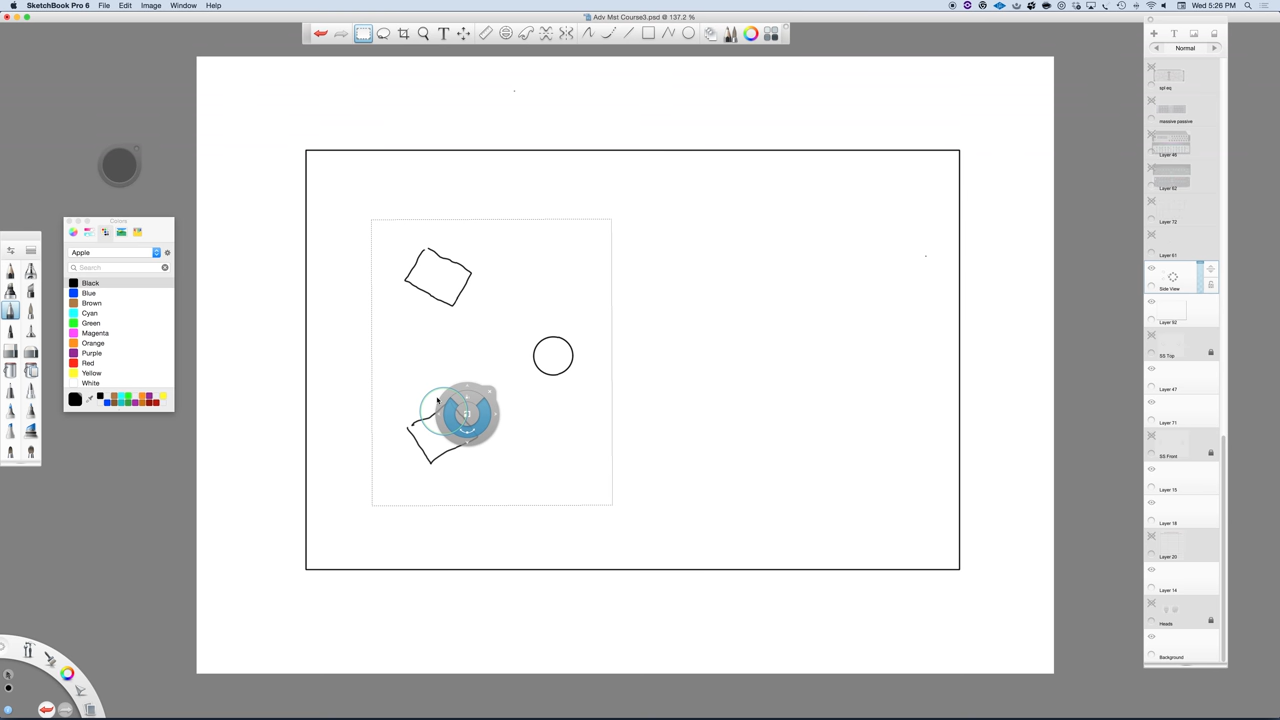 SketchBook Pro 6 File Edit Image Window Help
Wed 5:26 PM
Adv Mst Course3.psd @ 137.2 %
T
T
Normal
spl eq
massive passive
Layer 46
Layer 62
Layer 72
Layer 61
Side View
Layer 92
SS Top
Layer 47
Layer 71
SS Front
Layer 15
Layer 18
Layer 20
Layer 14
Heads
Background
Colors
Apple
Search
Black
Blue
Brown
Cyan
Green
Magenta
Orange
Purple
Red
Yellow
White